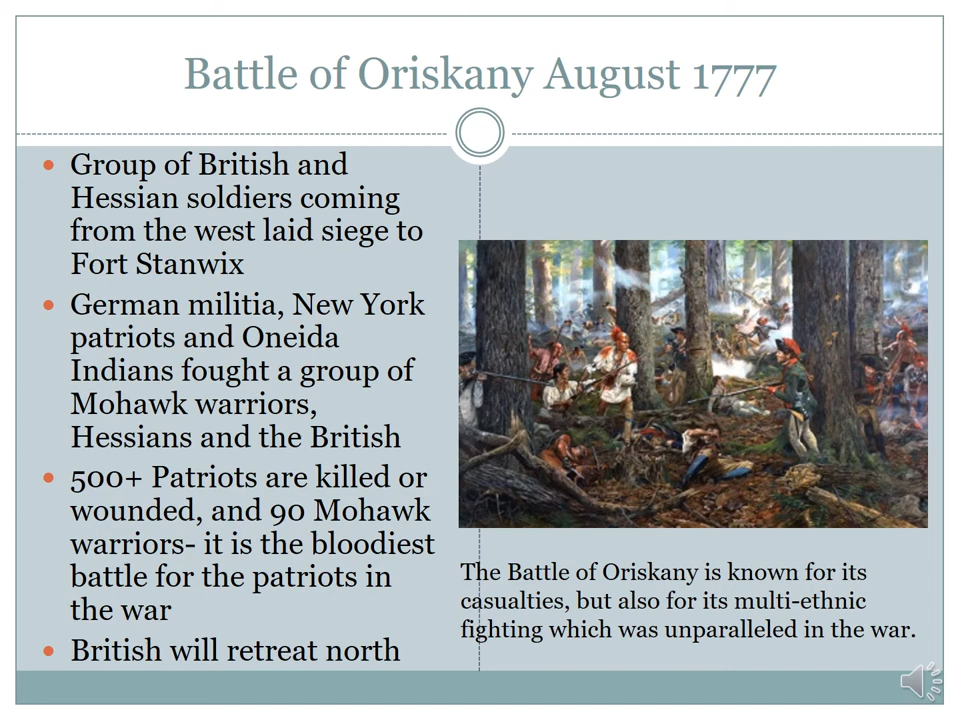 Battle of Oriskany August 1777
Group of British and
Hessian soldiers coming
from the west laid siege to
Fort Stanwix
German militia, New York
patriots and Oneida
Indians fought a group of
Mohawk warriors,
Hessians and the British
500+ Patriots are killed or
wounded, and 90 Mohawk
warriors- it is the bloodiest
battle for the patriots in
the war
British will retreat north
The Battle of Oriskany is known for its
casualties, but also for its multi-ethnic
fighting which was unparalleled in the war.